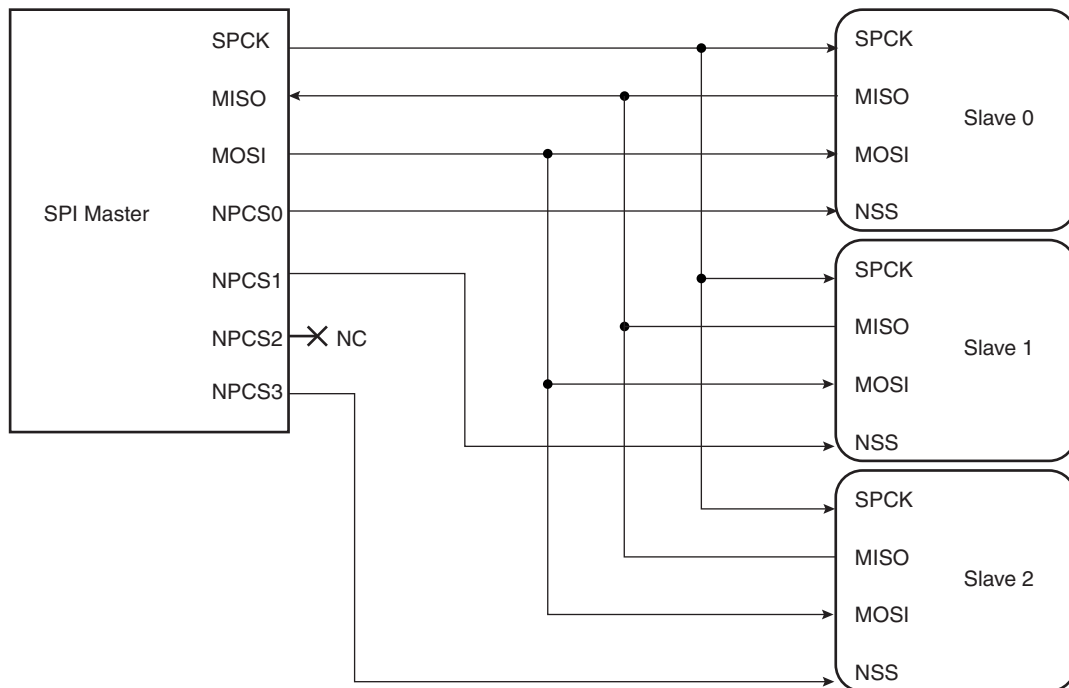 SPI Master
SPCK
MISO
MOSI
NPCS0
NPCS1
NPCS2
NC
NPCS3
SPCK
MISO
Slave 0
MOSI
NSS
SPCK
MISO
Slave 1
MOSI
NSS
SPCK
MISO
Slave 2
MOSI
NSS